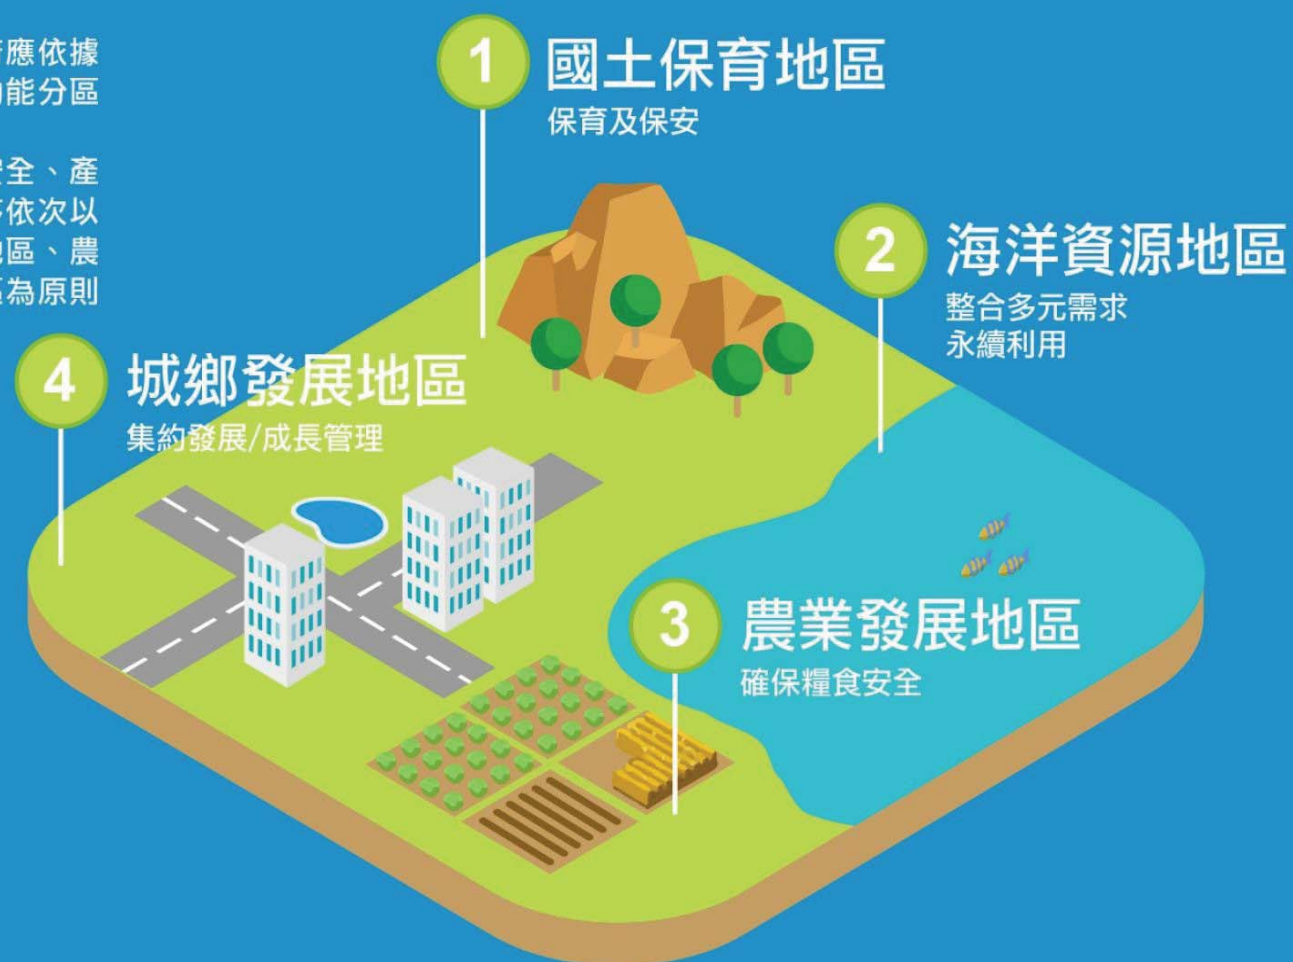 應依據
能分區
全、產
依次以
區、農
為原則
1 國土保育地區
保育及保安
2 海洋資源地區
整合多元需求
永續利用
4 城鄉發展地區
集約發展/成長管理
3 農業發展地區
確保糧食安全